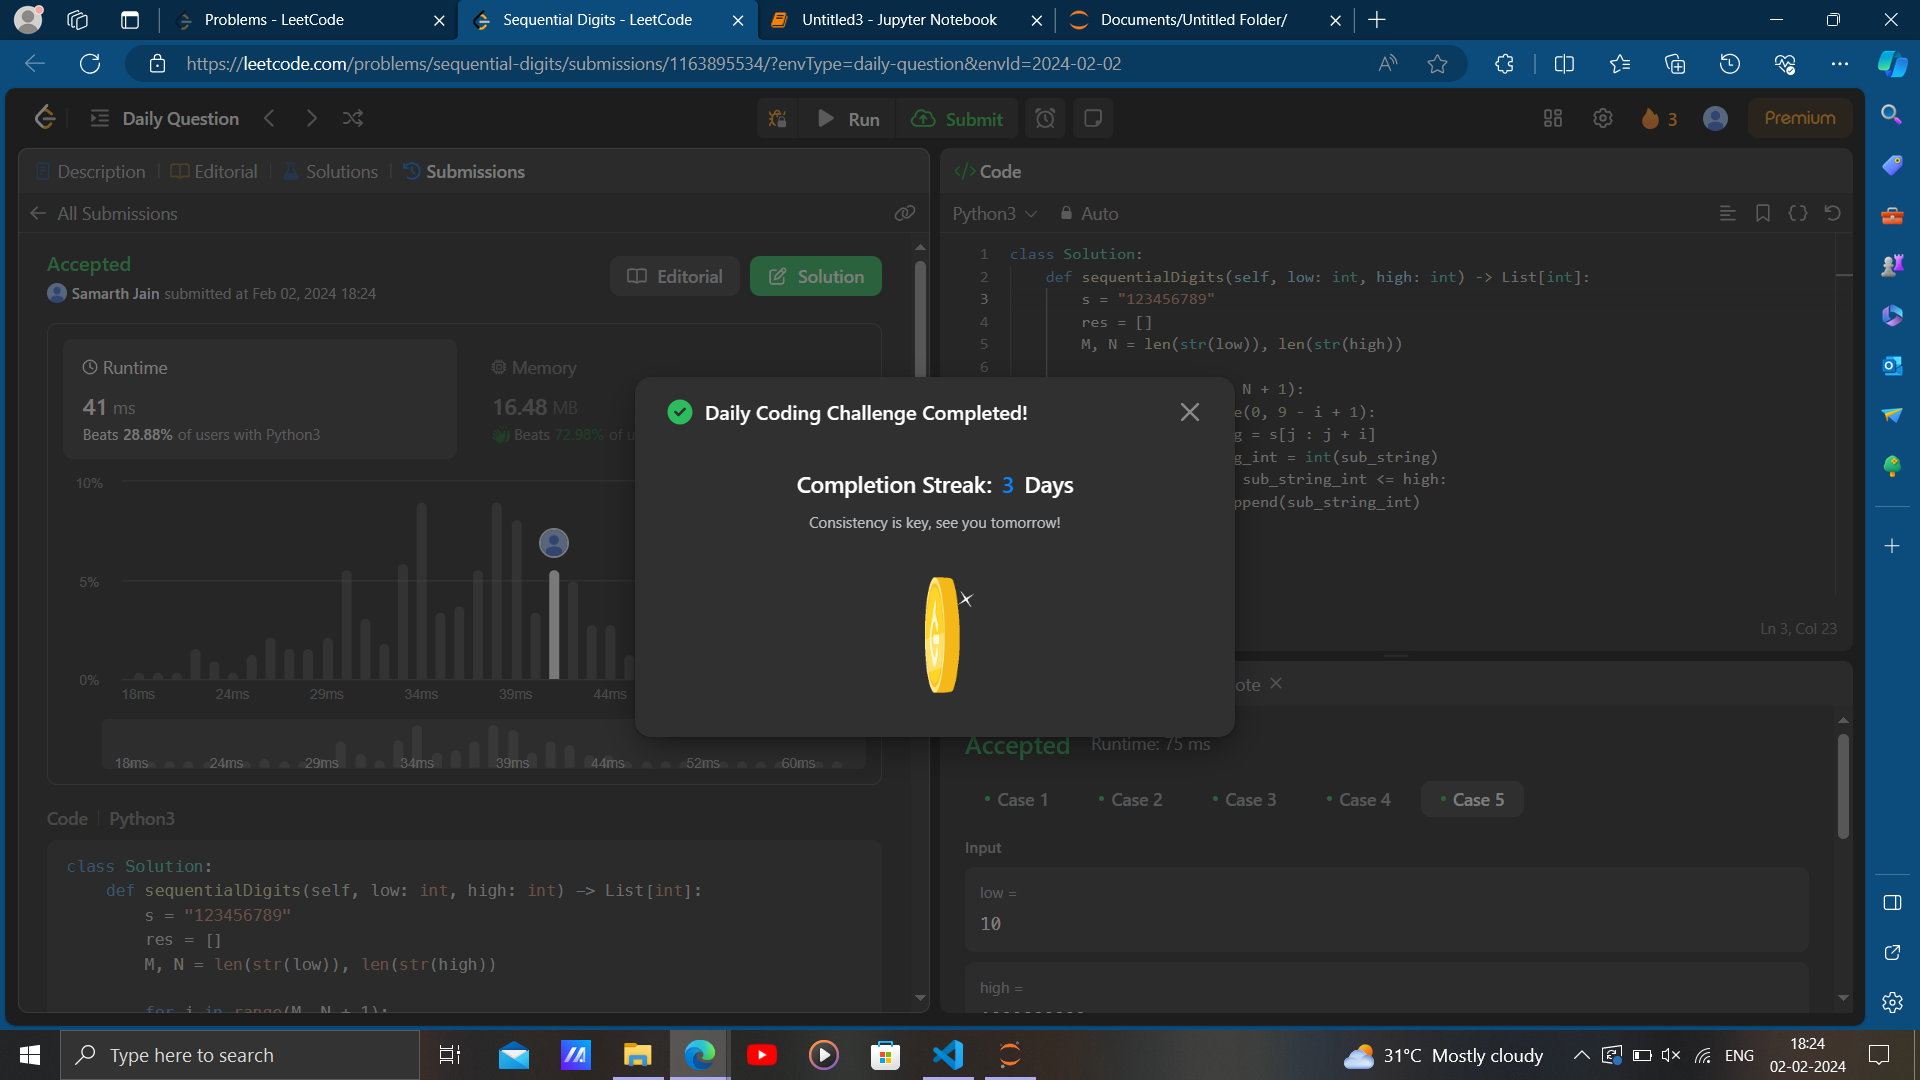 Problems - LeetCode
Sequential Digits - LeetCode
Untitled3 - Jupyter Notebook
Documents/Untitled Folder/
https://leetcode.com/problems/sequential-digits/submissions/1163895534/?envType=daily-question&envId=2024-02-02
Daily Question
Run
Submit
3
Premium
Description
Editorial
Solutions
Submissions
All Submissions
Accepted
Samarth Jain submitted at Feb 02, 2024 18:24
Editorial
Solution
Runtime
41 ms
Beats 28.88% of users with Python3
Memory
16.48 MB
Beats 72.98% of u
10%
5%
0%
18ms 24ms 29ms 34ms 39ms 44ms
18ms 24ms 29ms 34ms 39ms 44ms 52ms 60ms
Code
Python3
class Solution:
def sequentialDigits(self, low: int, high: int) -> List[int]:
s = "123456789"
res = []
M, N = len(str(low)), len(str(high))
for i in range(M, N + 1):
Daily Coding Challenge Completed!
Completion Streak: 3 Days
Consistency is key, see you tomorrow!
Code
Python3
Auto
1 class Solution:
2 def sequentialDigits(self, low: int, high: int) -> List[int]:
3 s = "123456789"
4 res = []
5 M, N = len(str(low)), len(str(high))
6
N + 1):
e(0, 9 - i + 1):
g = s[j : j + i]
g_int = int(sub_string)
sub_string_int <= high:
ppend(sub_string_int)
Ln 3, Col 23
ote
Accepted
Runtime: 75 ms
Case 1
Case 2
Case 3
Case 4
Case 5
Input
low =
10
high =
Type here to search
31°C Mostly cloudy
ENG
18:24
02-02-2024